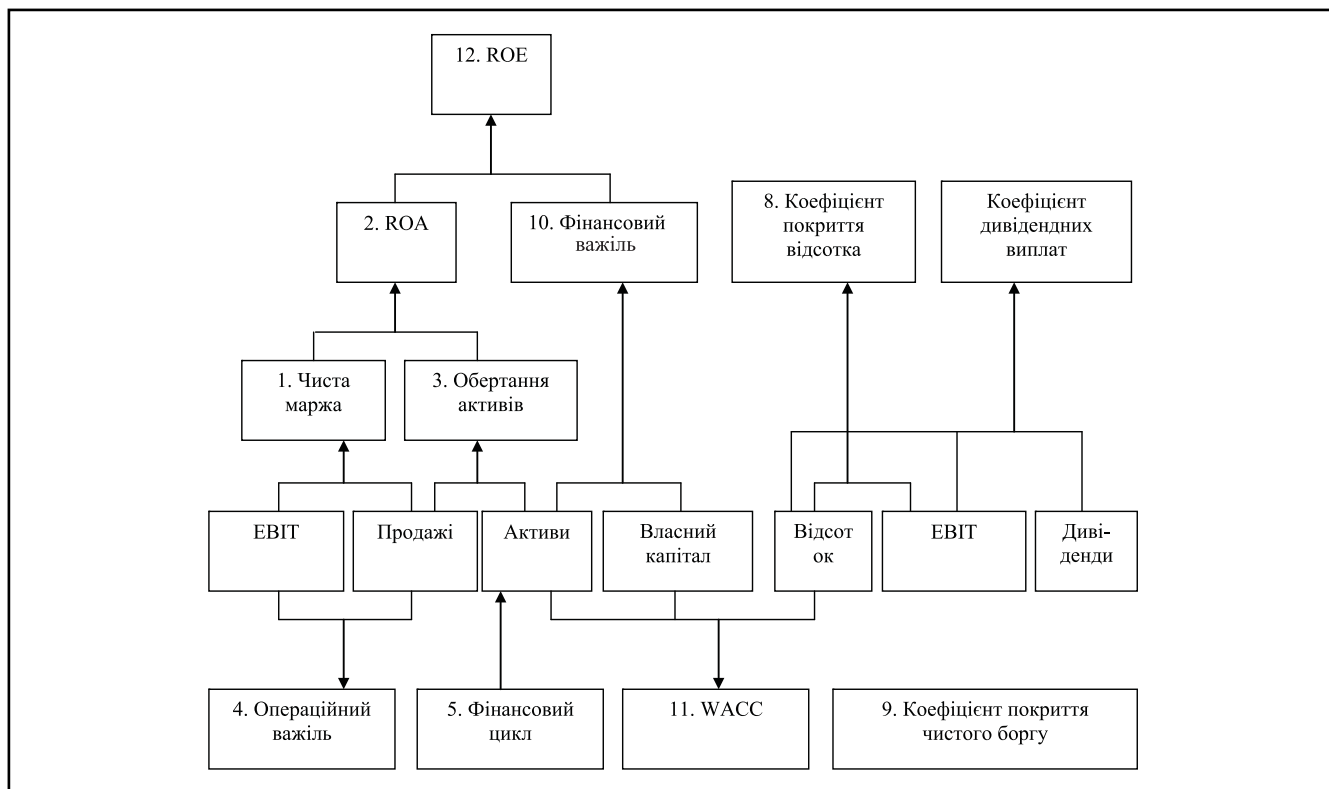 12. ROE
2. ROA
10. Фінансовий
важіль
8. Коефіцієнт
покриття
відсотка
Коефіцієнт
дивідендних
виплат
1. Чиста
маржа
3. Обертання
активів
EBIT
Продажі
Активи
Власний
капітал
Відсот
ок
EBIT
Диві-
денди
4. Операційний
важіль
5. Фінансовий
цикл
11. WACC
9. Коефіцієнт покриття
чистого боргу